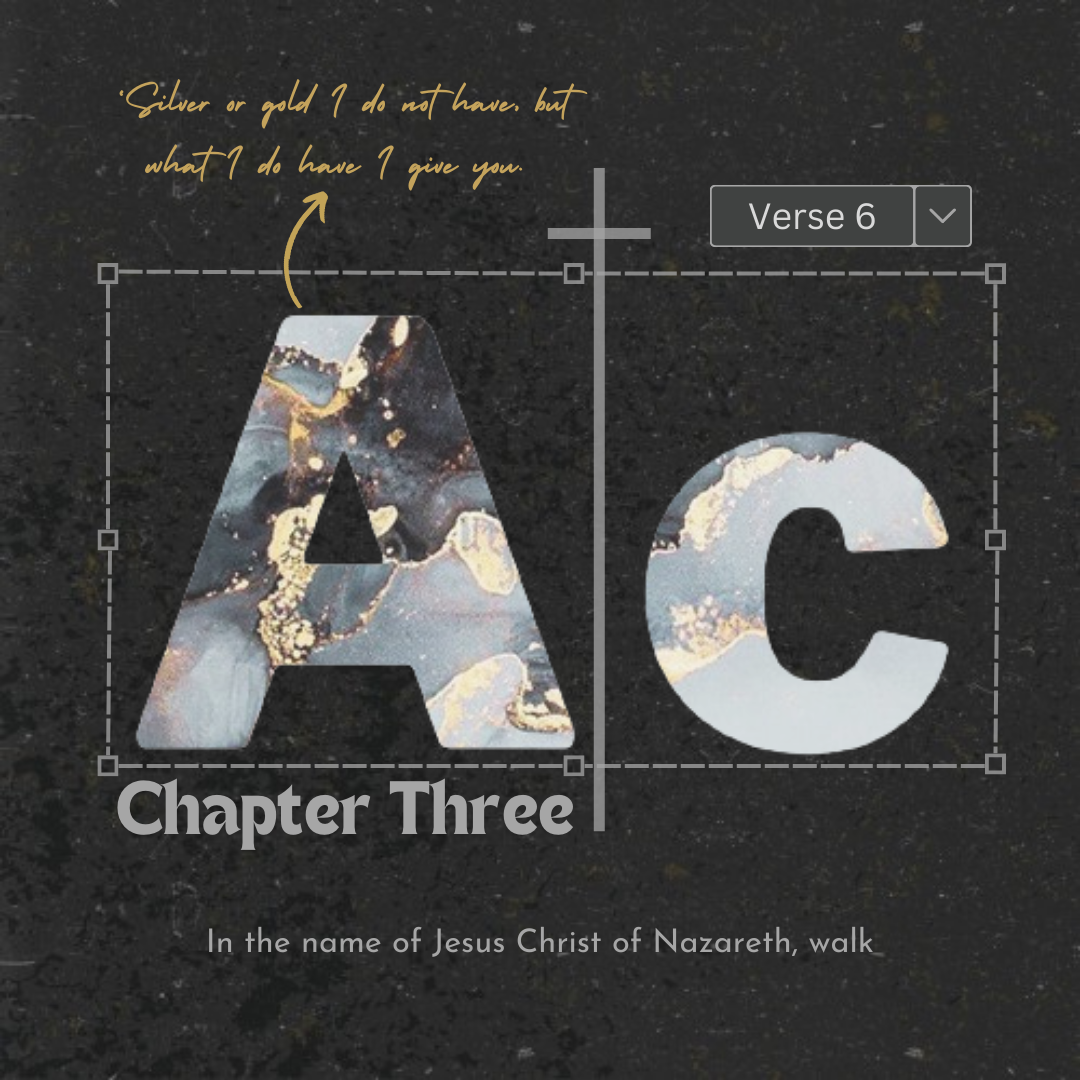 ‘Silver or gold I do not have, but
what I do have I give you.
Verse 6
Ac
Chapter Three
In the name of Jesus Christ of Nazareth, walk